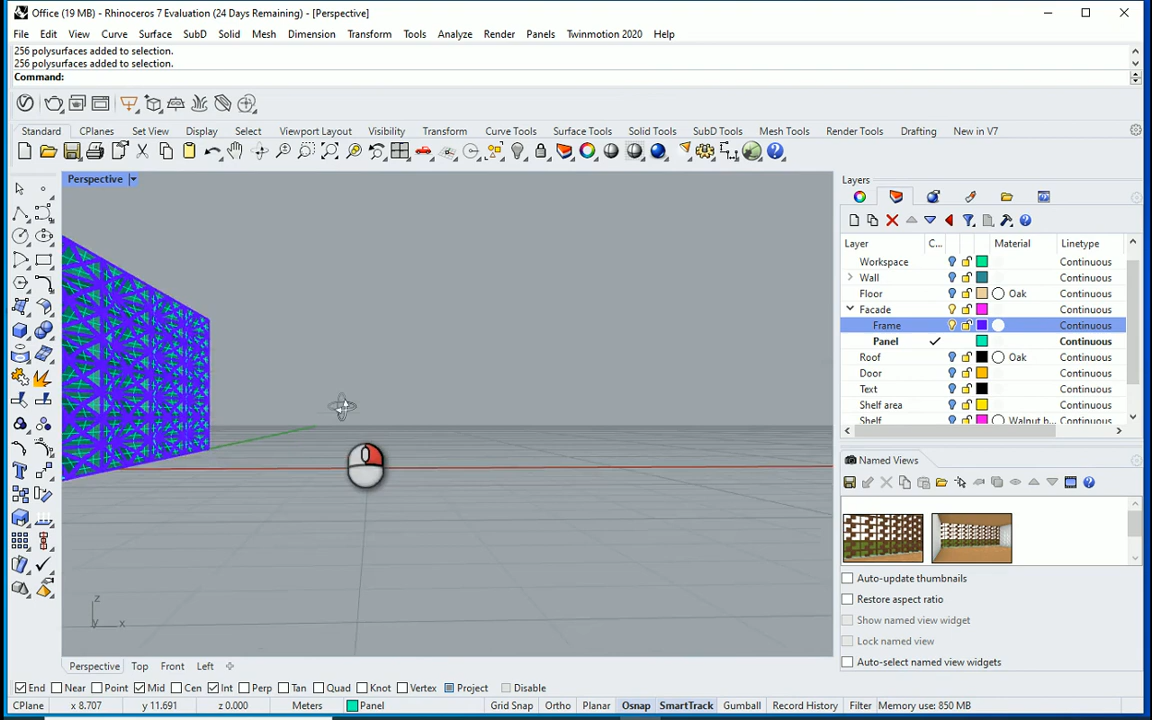 Office (19 MB) - Rhinoceros 7 Evaluation (24 Days Remaining) - [Perspective]
File Edit View Curve Surface SubD Solid Mesh Dimension Transform Tools Analyze Render Panels Twinmotion 2020 Help
256 polysurfaces added to selection.
256 polysurfaces added to selection.
Command:
Standard CPlanes Set View Display Select Viewport Layout Visibility Transform Curve Tools Surface Tools Solid Tools SubD Tools Mesh Tools Render Tools Drafting New in V7
Perspective
Layers
Layer C... Material Linetype
Workspace Continuous
Wall Continuous
Floor Oak Continuous
Facade Continuous
Frame Continuous
Panel Continuous
Roof Oak Continuous
Door Continuous
Text Continuous
Shelf area Continuous
Shelf Walnut b Continuous
Named Views
Auto-update thumbnails
Restore aspect ratio
Show named view widget
Lock named view
Auto-select named view widgets
z
y x
Perspective Top Front Left
End Near Point Mid Cen Int Perp Tan Quad Knot Vertex Project Disable
CPlane x 8.707 y 11.691 z 0.000 Meters Panel Grid Snap Ortho Planar Osnap SmartTrack Gumball Record History Filter Memory use: 850 MB